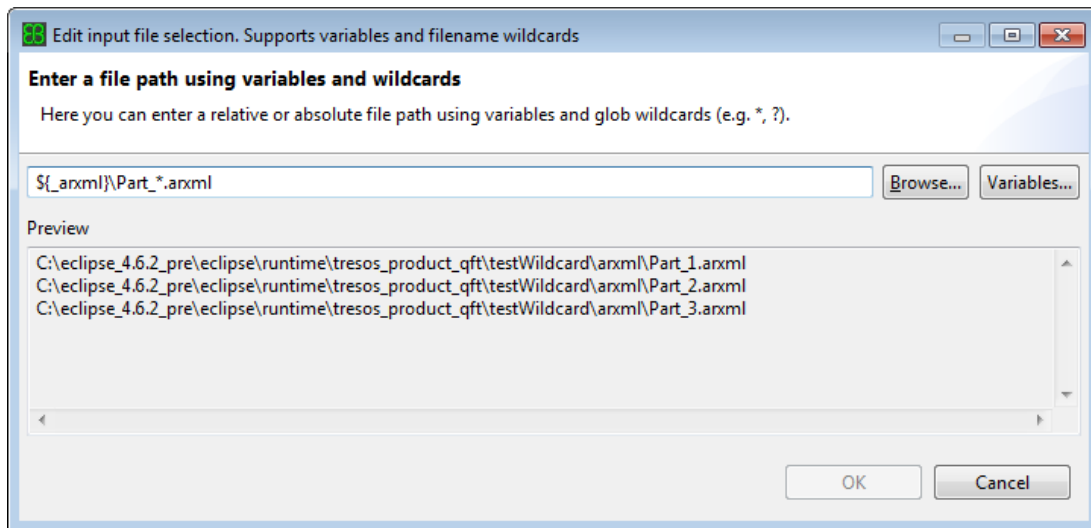 EB Edit input file selection. Supports variables and filename wildcards
Enter a file path using variables and wildcards
Here you can enter a relative or absolute file path using variables and glob wildcards (e.g. *, ?).
${_arxml}\Part_*.arxml Browse... Variables...
Preview
C:\eclipse_4.6.2_pre\eclipse\runtime\tresos_product_qft\testWildcard\arxml\Part_1.arxml
C:\eclipse_4.6.2_pre\eclipse\runtime\tresos_product_qft\testWildcard\arxml\Part_2.arxml
C:\eclipse_4.6.2_pre\eclipse\runtime\tresos_product_qft\testWildcard\arxml\Part_3.arxml
OK Cancel